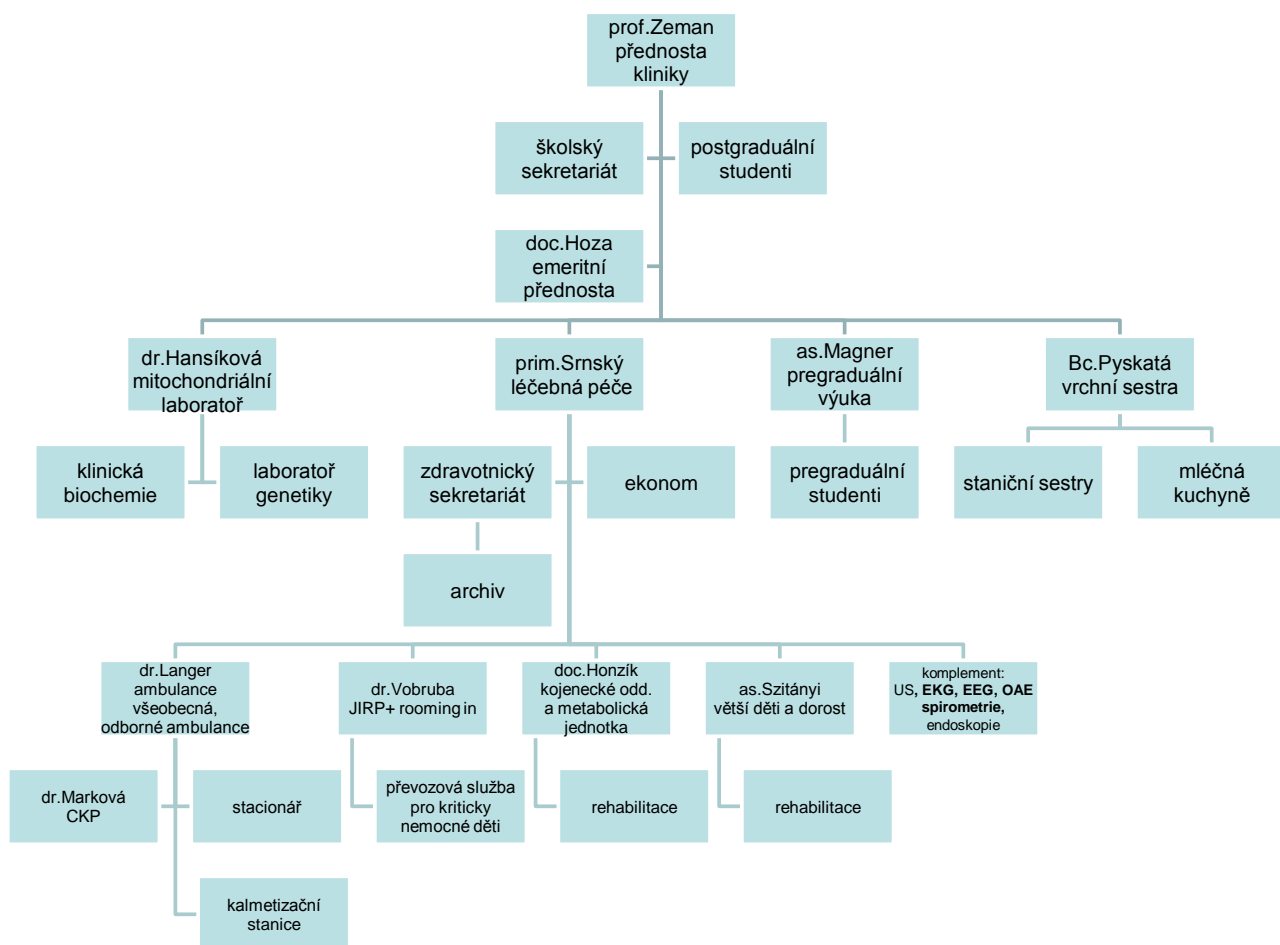 prof.Zeman
přednosta
kliniky
školský
sekretariát
postgraduální
studenti
doc.Hoza
emeritní
přednosta
dr.Hansíková
mitochondriální
laboratoř
prim.Srnský
léčebná péče
as.Magner
pregraduální
výuka
Bc.Pyskatá
vrchní sestra
klinická
biochemie
laboratoř
genetiky
zdravotnický
sekretariát
ekonom
pregraduální
studenti
staniční sestry
mléčná
kuchyně
archiv
dr.Langer
ambulance
všeobecná,
odborné ambulance
dr.Vobruba
JIRP+ rooming in
doc.Honzík
kojenecké odd.
a metabolická
jednotka
as.Szitányi
větší děti a dorost
komplement:
US, EKG, EEG, OAE
spirometrie,
endoskopie
dr.Marková
CKP
stacionář
převozová služba
pro kriticky
nemocné děti
rehabilitace
rehabilitace
kalmetizační
stanice